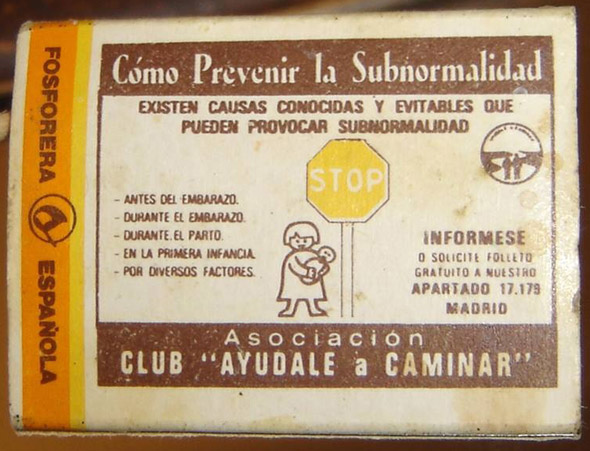 FOSFORERA ESPAÑOLA
Cómo Prevenir la Subnormalidad
EXISTEN CAUSAS CONOCIDAS Y EVITABLES QUE
PUEDEN PROVOCAR SUBNORMALIDAD
STOP
- ANTES DEL EMBARAZO.
- DURANTE EL EMBARAZO.
- DURANTE.EL PARTO.
- EN LA PRIMERA INFANCIA.
- POR DIVERSOS FACTORES.
INFORMESE
O SOLICITE FOLLETO
GRATUITO A NUESTRO
APARTADO 17.179
MADRID
Asociación
CLUB "AYUDALE a CAMINAR"